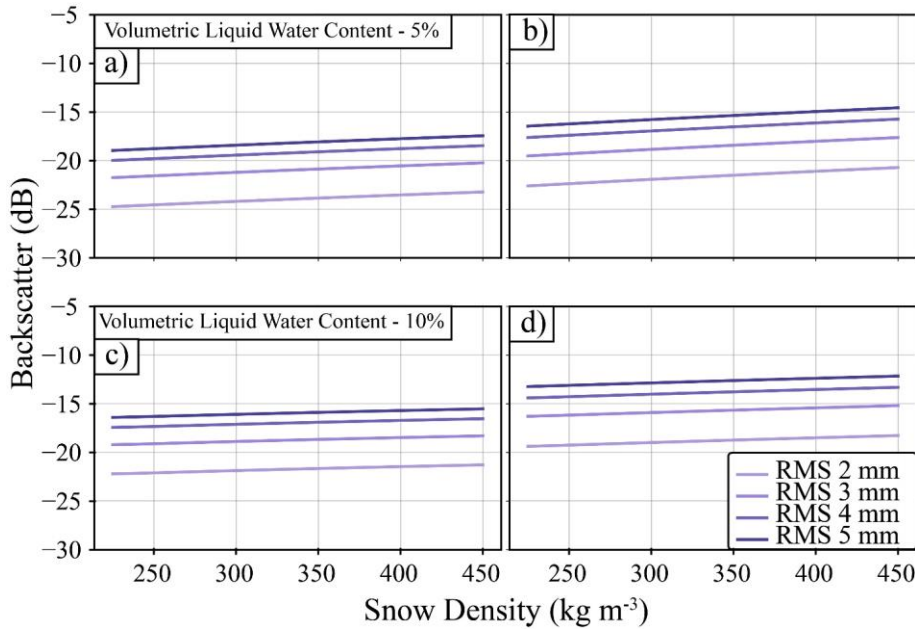 Volumetric Liquid Water Content - 5%
a)
b)
−5
−10
−15
−20
−25
−30
Backscatter (dB)
Volumetric Liquid Water Content - 10%
c)
d)
−5
−10
−15
−20
−25
−30
RMS 2 mm
RMS 3 mm
RMS 4 mm
RMS 5 mm
250 300 350 400 450 250 300 350 400 450
Snow Density (kg m⁻³)